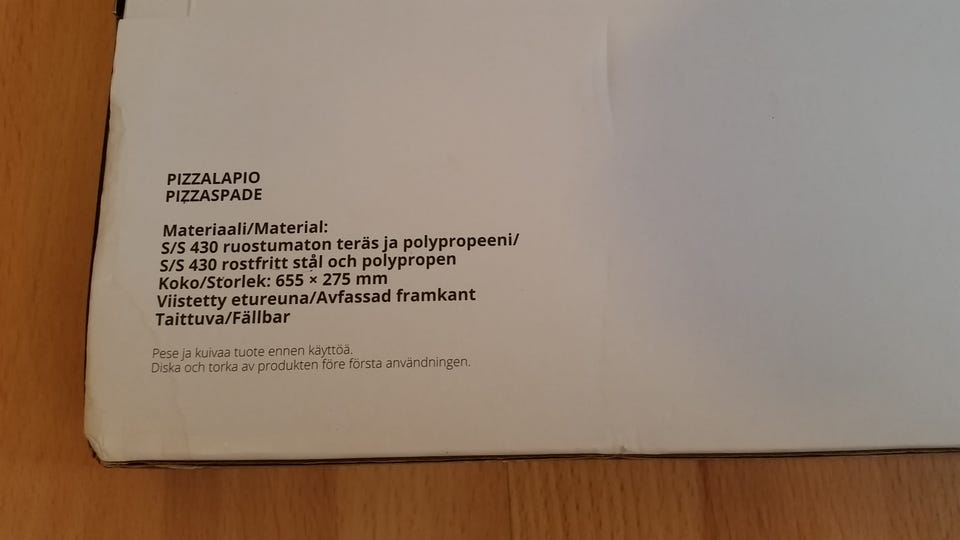 PIZZALAPIO
PIZZASPADE
Materiaali/Material:
S/S 430 ruostumaton teräs ja polypropeeni/
S/S 430 rostfritt stål och polypropen
Koko/Storlek: 655 × 275 mm
Viistetty etureuna/Avfassad framkant
Taittuva/Fällbar
Pese ja kuivaa tuote ennen käyttöä.
Diska och torka av produkten före första användningen.